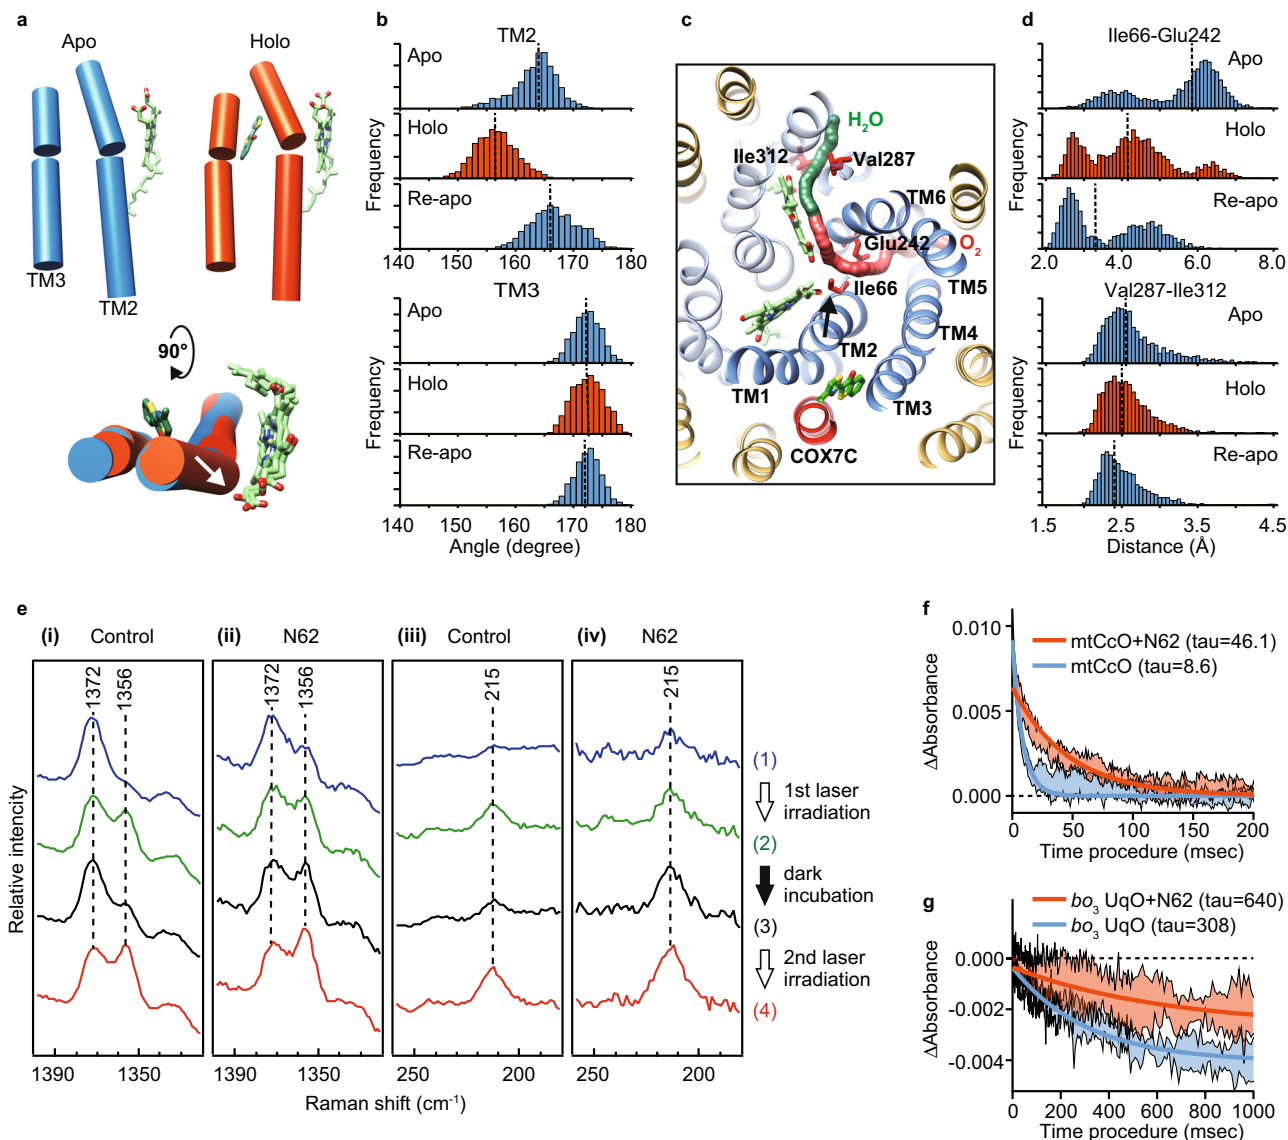 a
Apo
Holo
TM3
TM2
90°
b
TM2
Apo
Holo
Re-apo
Frequency
140 150 160 170 180
TM3
Apo
Holo
Re-apo
Frequency
140 150 160 170 180
Angle (degree)
c
H2O
Ile312
Val287
TM6
Glu242
O2
Ile66
TM5
TM4
TM2
TM1
TM3
COX7C
d
Ile66-Glu242
Apo
Holo
Re-apo
Frequency
2.0 4.0 6.0 8.0
Val287-Ile312
Apo
Holo
Re-apo
Frequency
1.5 2.5 3.5 4.5
Distance (Å)
e
(i) Control
(ii) N62
(iii) Control
(iv) N62
1372
1356
1372
1356
215
215
Relative intencity
(1)
1st laser
irradiation
(2)
dark
incubation
(3)
2nd laser
irradiation
(4)
1390 1350
1390 1350
250 200
250 200
Raman shift (cm-1)
f
mtCcO+N62 (tau=46.1)
mtCcO (tau=8.6)
ΔAbsorbance
0.010
0.005
0.000
0 50 100 150 200
Time procedure (msec)
g
bo3 UqO+N62 (tau=640)
bo3 UqO (tau=308)
ΔAbsorbance
0.000
-0.002
-0.004
0 200 400 600 800 1000
Time procedure (msec)